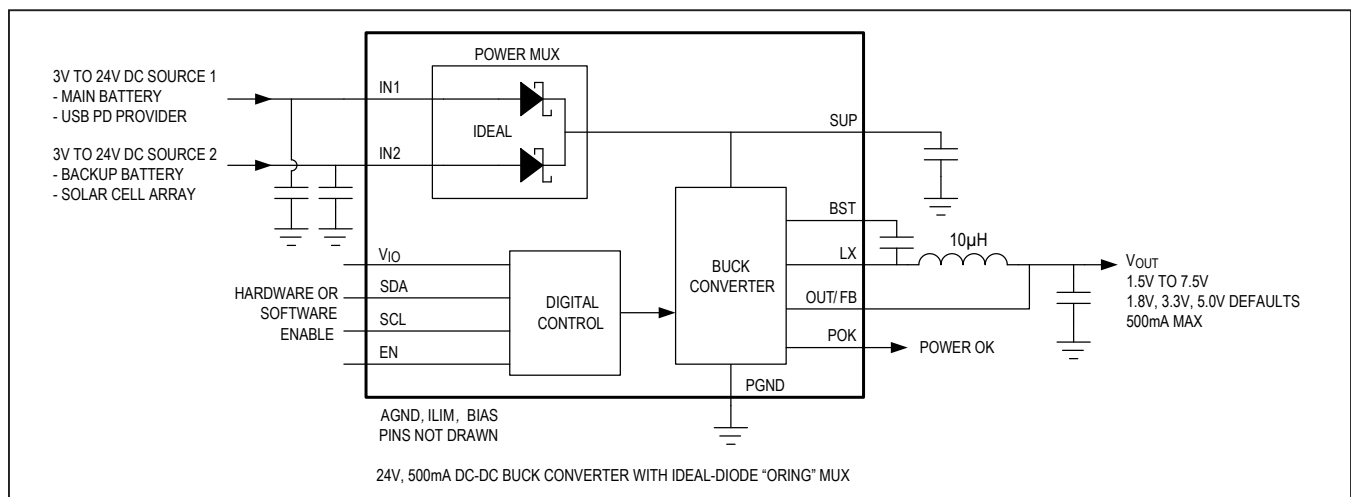 3V TO 24V DC SOURCE 1
- MAIN BATTERY
- USB PD PROVIDER
3V TO 24V DC SOURCE 2
- BACKUP BATTERY
- SOLAR CELL ARRAY
IN1
IN2
POWER MUX
IDEAL
SUP
HARDWARE OR
SOFTWARE
ENABLE
VIO
SDA
SCL
EN
DIGITAL
CONTROL
BUCK
CONVERTER
BST
LX
OUT/FB
POK
PGND
10µH
VOUT
1.5V TO 7.5V
1.8V, 3.3V, 5.0V DEFAULTS
500mA MAX
POWER OK
AGND, ILIM, BIAS
PINS NOT DRAWN
24V, 500mA DC-DC BUCK CONVERTER WITH IDEAL-DIODE “ORING” MUX